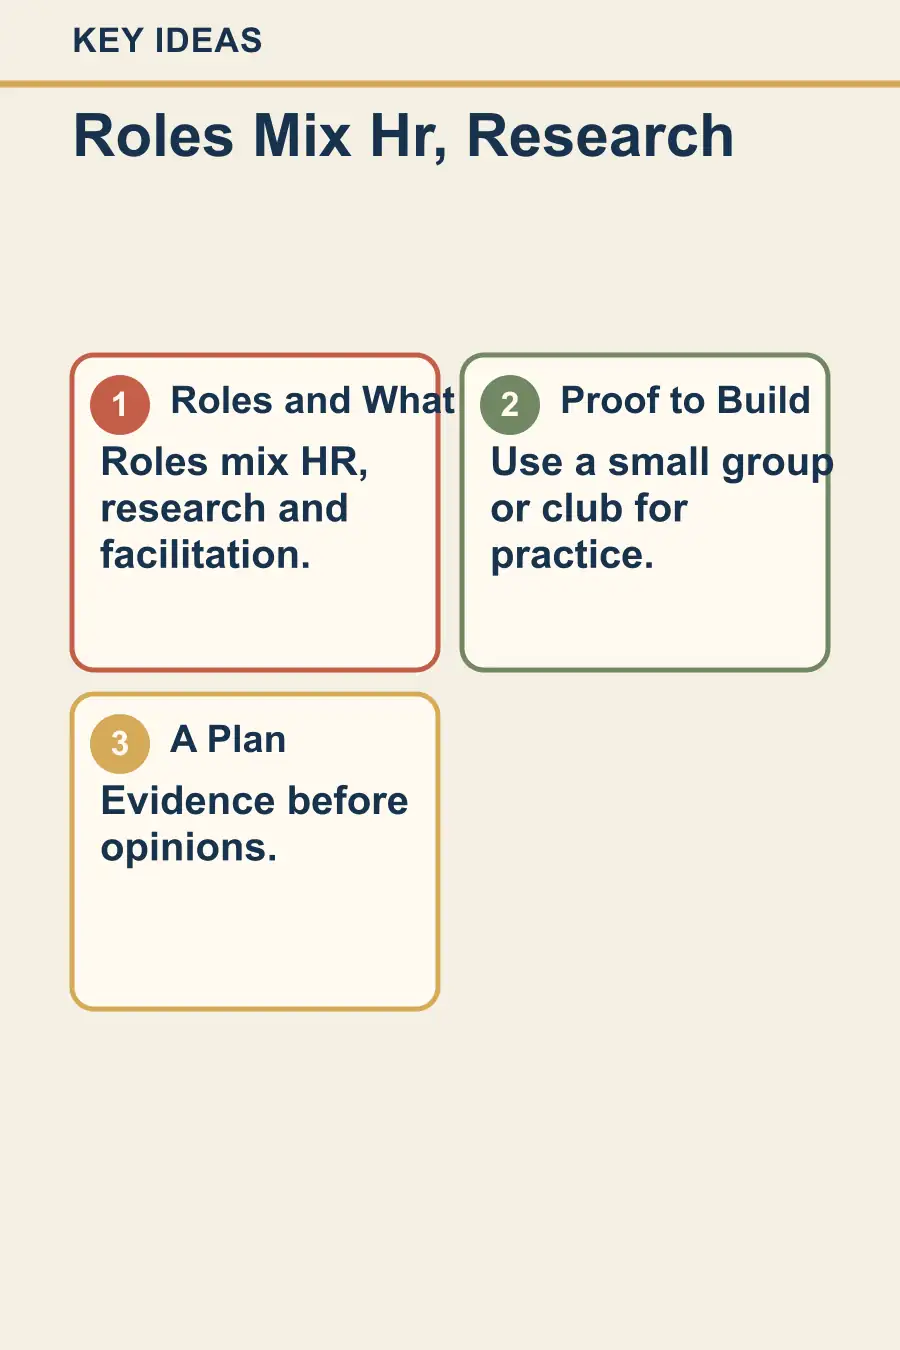 KEY IDEAS
Roles Mix Hr, Research
1
Roles and What
Roles mix HR,
research and
facilitation.
2
Proof to Build
Use a small group
or club for
practice.
3
A Plan
Evidence before
opinions.